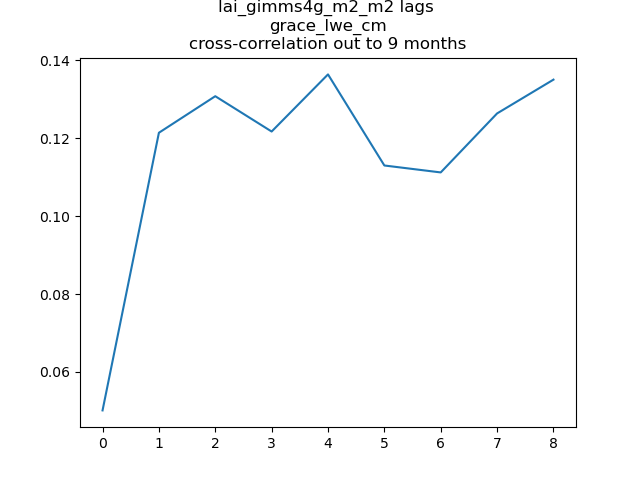 lai_gimms4g_m2_m2 lags
grace_lwe_cm
cross-correlation out to 9 months
0.14
0.12
0.10
0.08
0.06
0 1 2 3 4 5 6 7 8